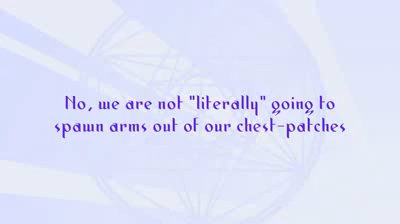 No, we are not "literally" going to
spawn arms out of our chest-patches